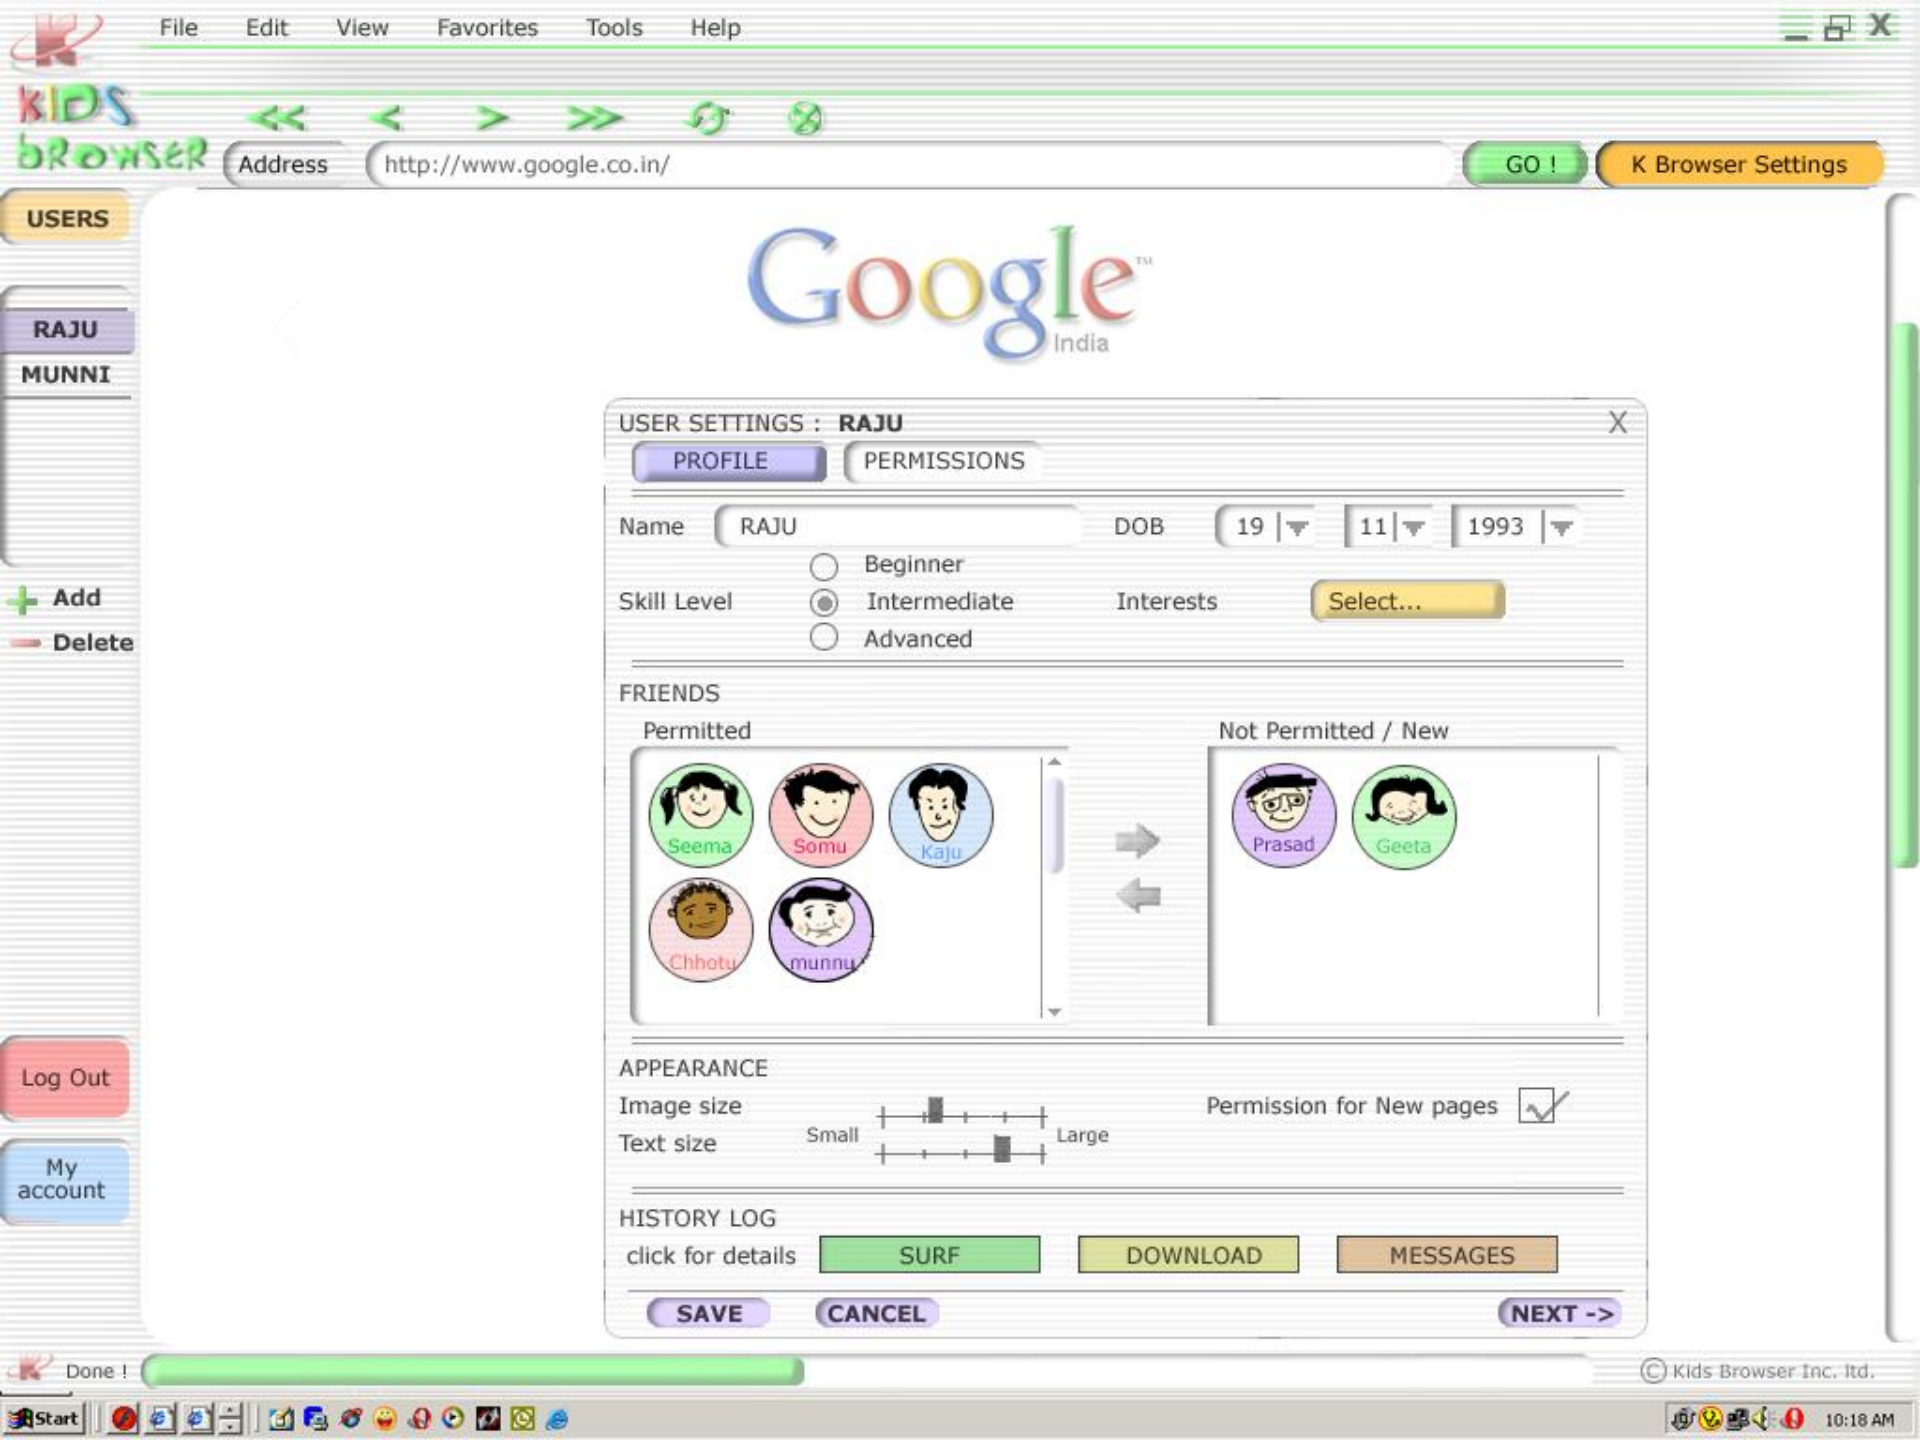 File Edit View Favorites Tools Help X
KIDS
BROWSER
<< < > >>
Address http://www.google.co.in/ GO ! K Browser Settings
USERS
Google™
India
RAJU
MUNNI
Add
Delete
Log Out
My
account
USER SETTINGS : RAJU X
PROFILE PERMISSIONS
Name RAJU DOB 19 11 1993
Beginner
Skill Level Intermediate Interests Select...
Advanced
FRIENDS
Permitted Not Permitted / New
Seema Somu Kaju Prasad Geeta
Chhotu munnu
APPEARANCE
Image size Permission for New pages
Small Large
Text size
HISTORY LOG
click for details SURF DOWNLOAD MESSAGES
SAVE CANCEL NEXT ->
Done ! © Kids Browser Inc. ltd.
Start 10:18 AM